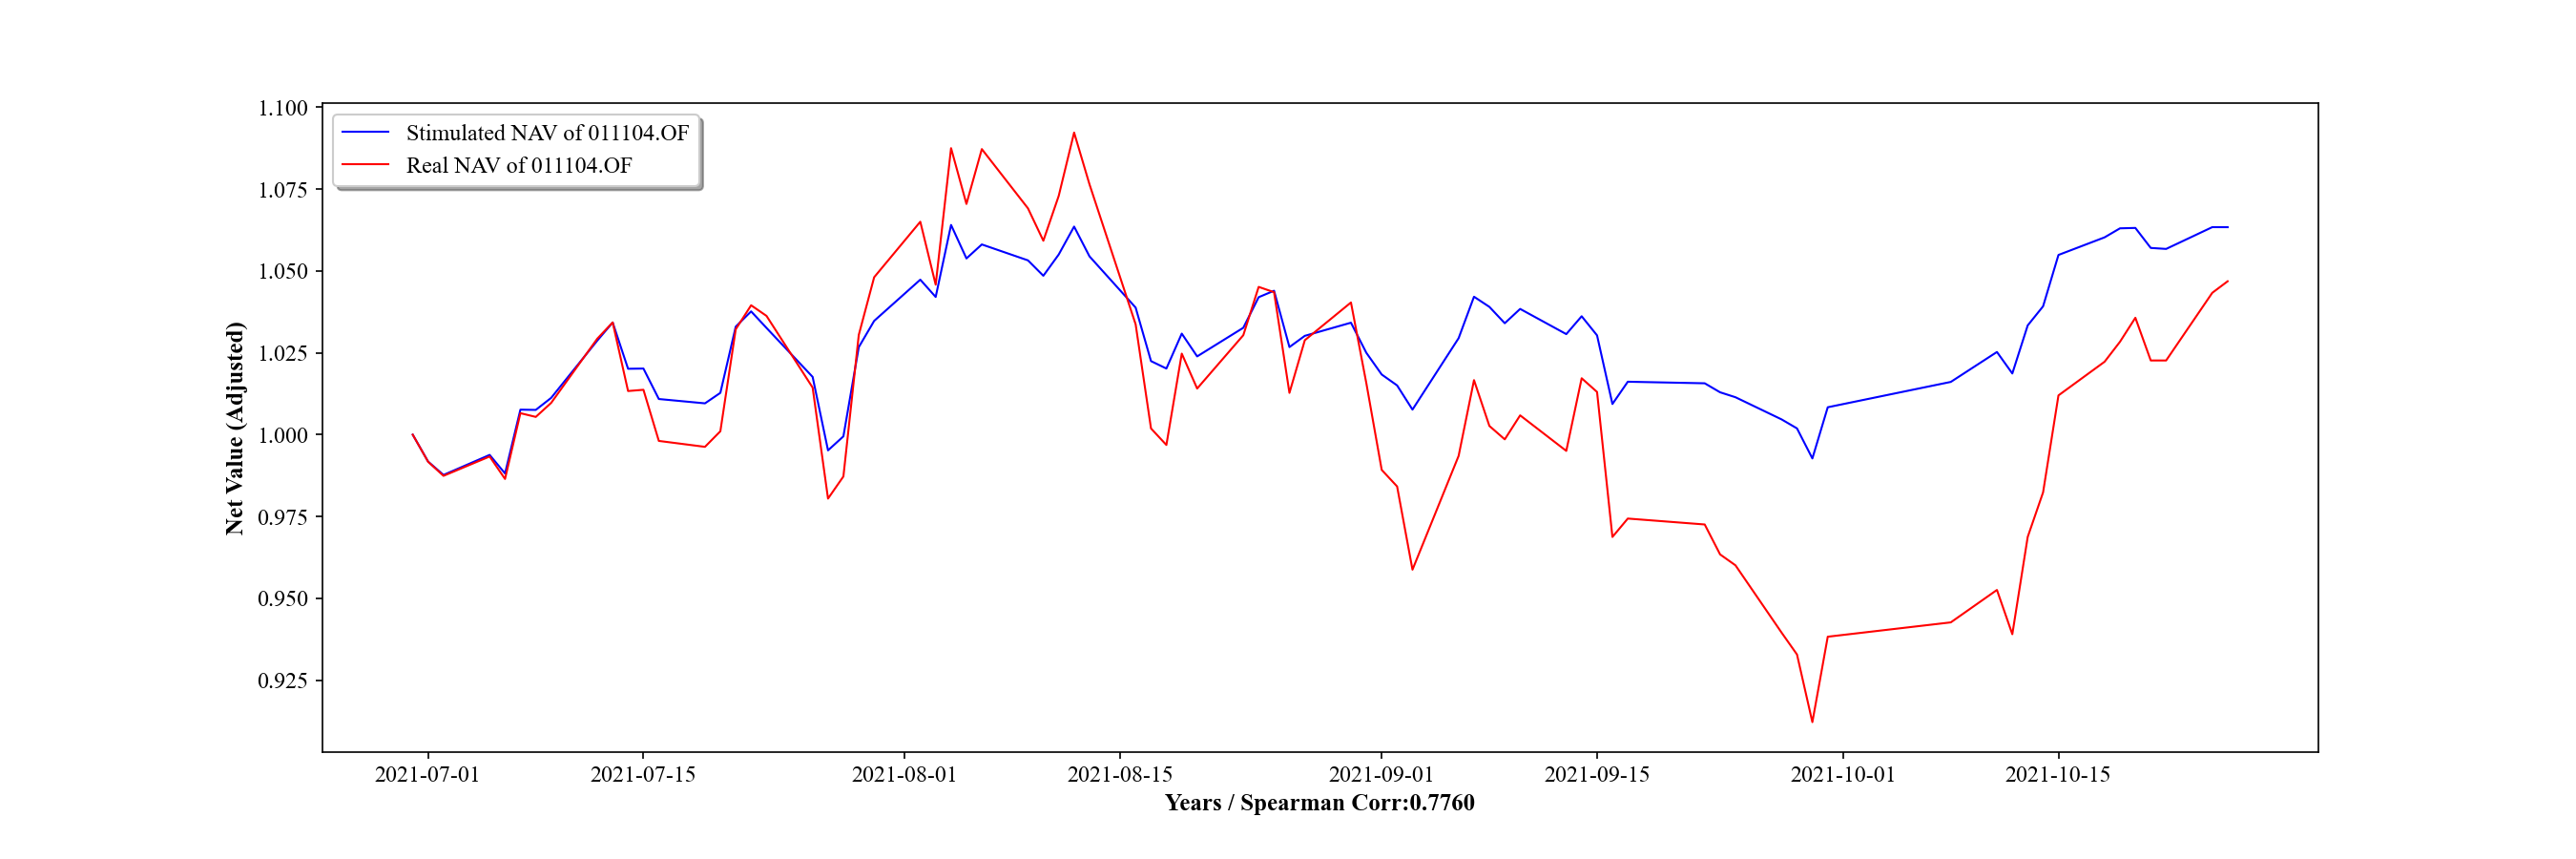 Stimulated NAV of 011104.OF
Real NAV of 011104.OF
1.100
1.075
1.050
1.025
1.000
0.975
0.950
0.925
Net Value (Adjusted)
2021-07-01 2021-07-15 2021-08-01 2021-08-15 2021-09-01 2021-09-15 2021-10-01 2021-10-15
Years / Spearman Corr:0.7760